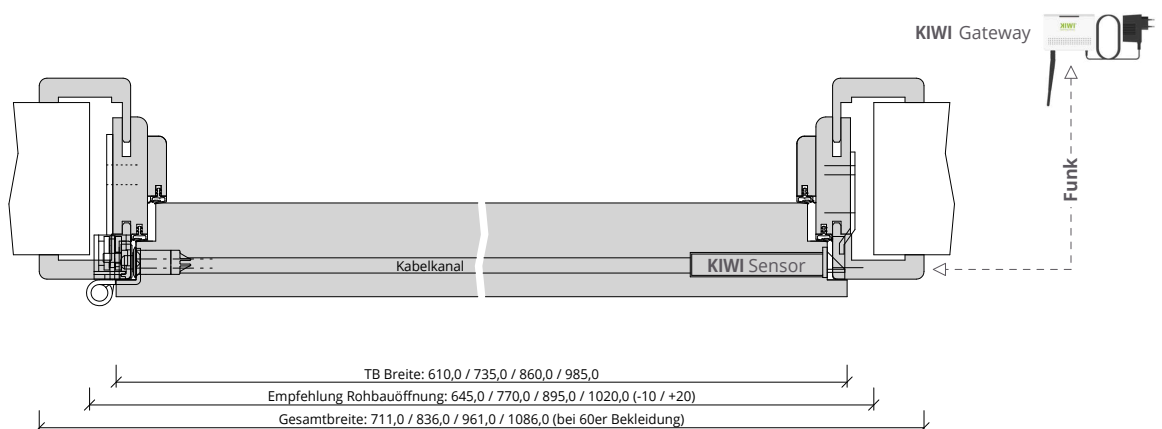 KIWI Gateway
KIWI
Funk
Kabelkanal
KIWI Sensor
TB Breite: 610,0 / 735,0 / 860,0 / 985,0
Empfehlung Rohbauöffnung: 645,0 / 770,0 / 895,0 / 1020,0 (-10 / +20)
Gesamtbreite: 711,0 / 836,0 / 961,0 / 1086,0 (bei 60er Bekleidung)